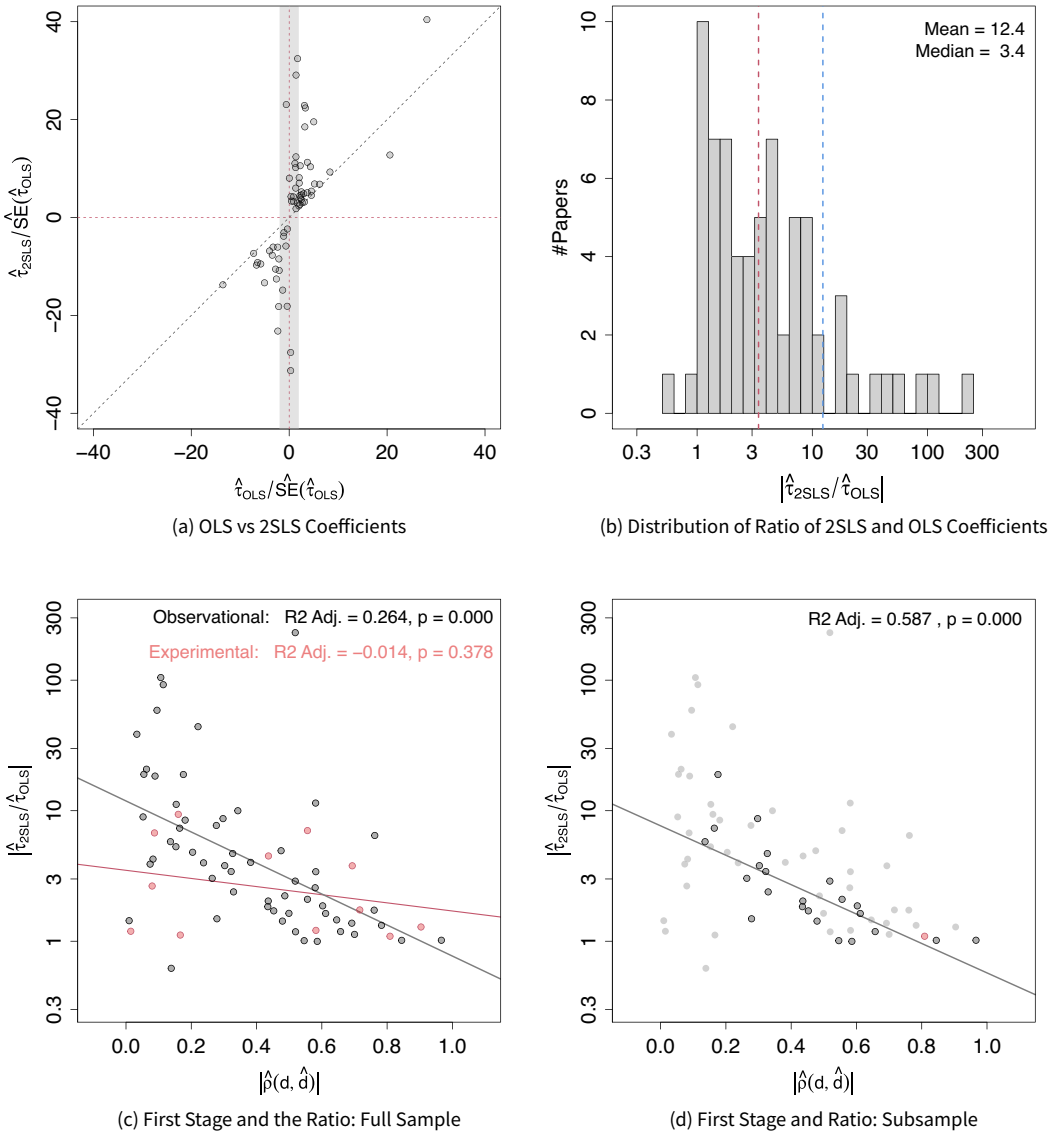 40
20
0
−20
−40
−40
−20
0
20
40
τ̂2SLS/SÊ(τ̂OLS)
τ̂OLS/SÊ(τ̂OLS)
(a) OLS vs 2SLS Coefficients
Mean = 12.4
Median = 3.4
10
8
6
4
2
0
#Papers
0.3
1
3
10
30
100
300
|τ̂2SLS/τ̂OLS|
(b) Distribution of Ratio of 2SLS and OLS Coefficients
Observational: R2 Adj. = 0.264, p = 0.000
Experimental: R2 Adj. = −0.014, p = 0.378
300
100
30
10
3
1
0.3
|τ̂2SLS/τ̂OLS|
0.0
0.2
0.4
0.6
0.8
1.0
|ρ̂(d, d̂)|
(c) First Stage and the Ratio: Full Sample
R2 Adj. = 0.587 , p = 0.000
300
100
30
10
3
1
0.3
|τ̂2SLS/τ̂OLS|
0.0
0.2
0.4
0.6
0.8
1.0
|ρ̂(d, d̂)|
(d) First Stage and Ratio: Subsample